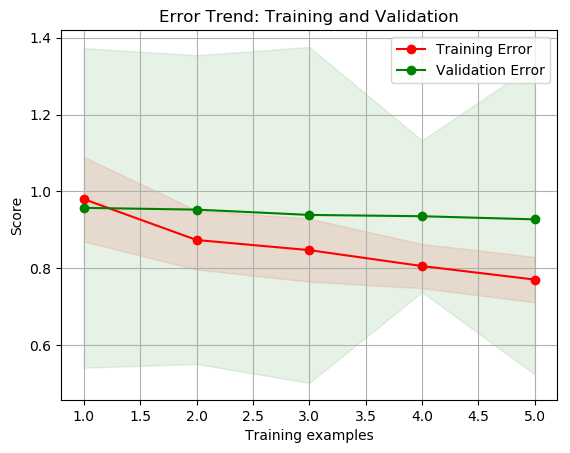 Error Trend: Training and Validation
Training Error
Validation Error
1.4
1.2
1.0
0.8
0.6
Score
1.0 1.5 2.0 2.5 3.0 3.5 4.0 4.5 5.0
Training examples